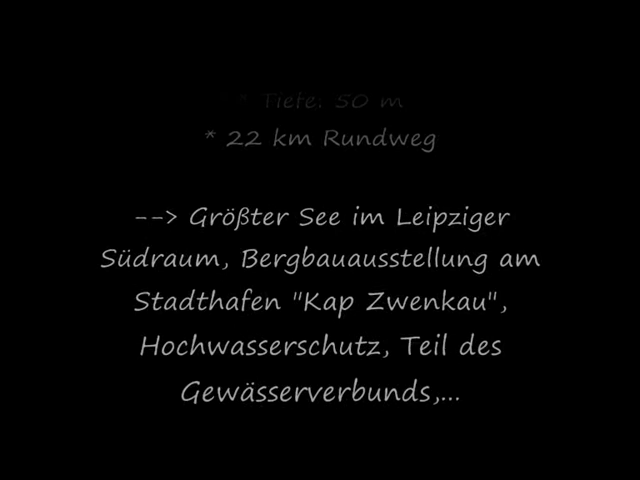 * Tiefe: 50 m
* 22 km Rundweg
--> Größter See im Leipziger
Südraum, Bergbauausstellung am
Stadthafen "Kap Zwenkau",
Hochwasserschutz, Teil des
Gewässerverbunds,...